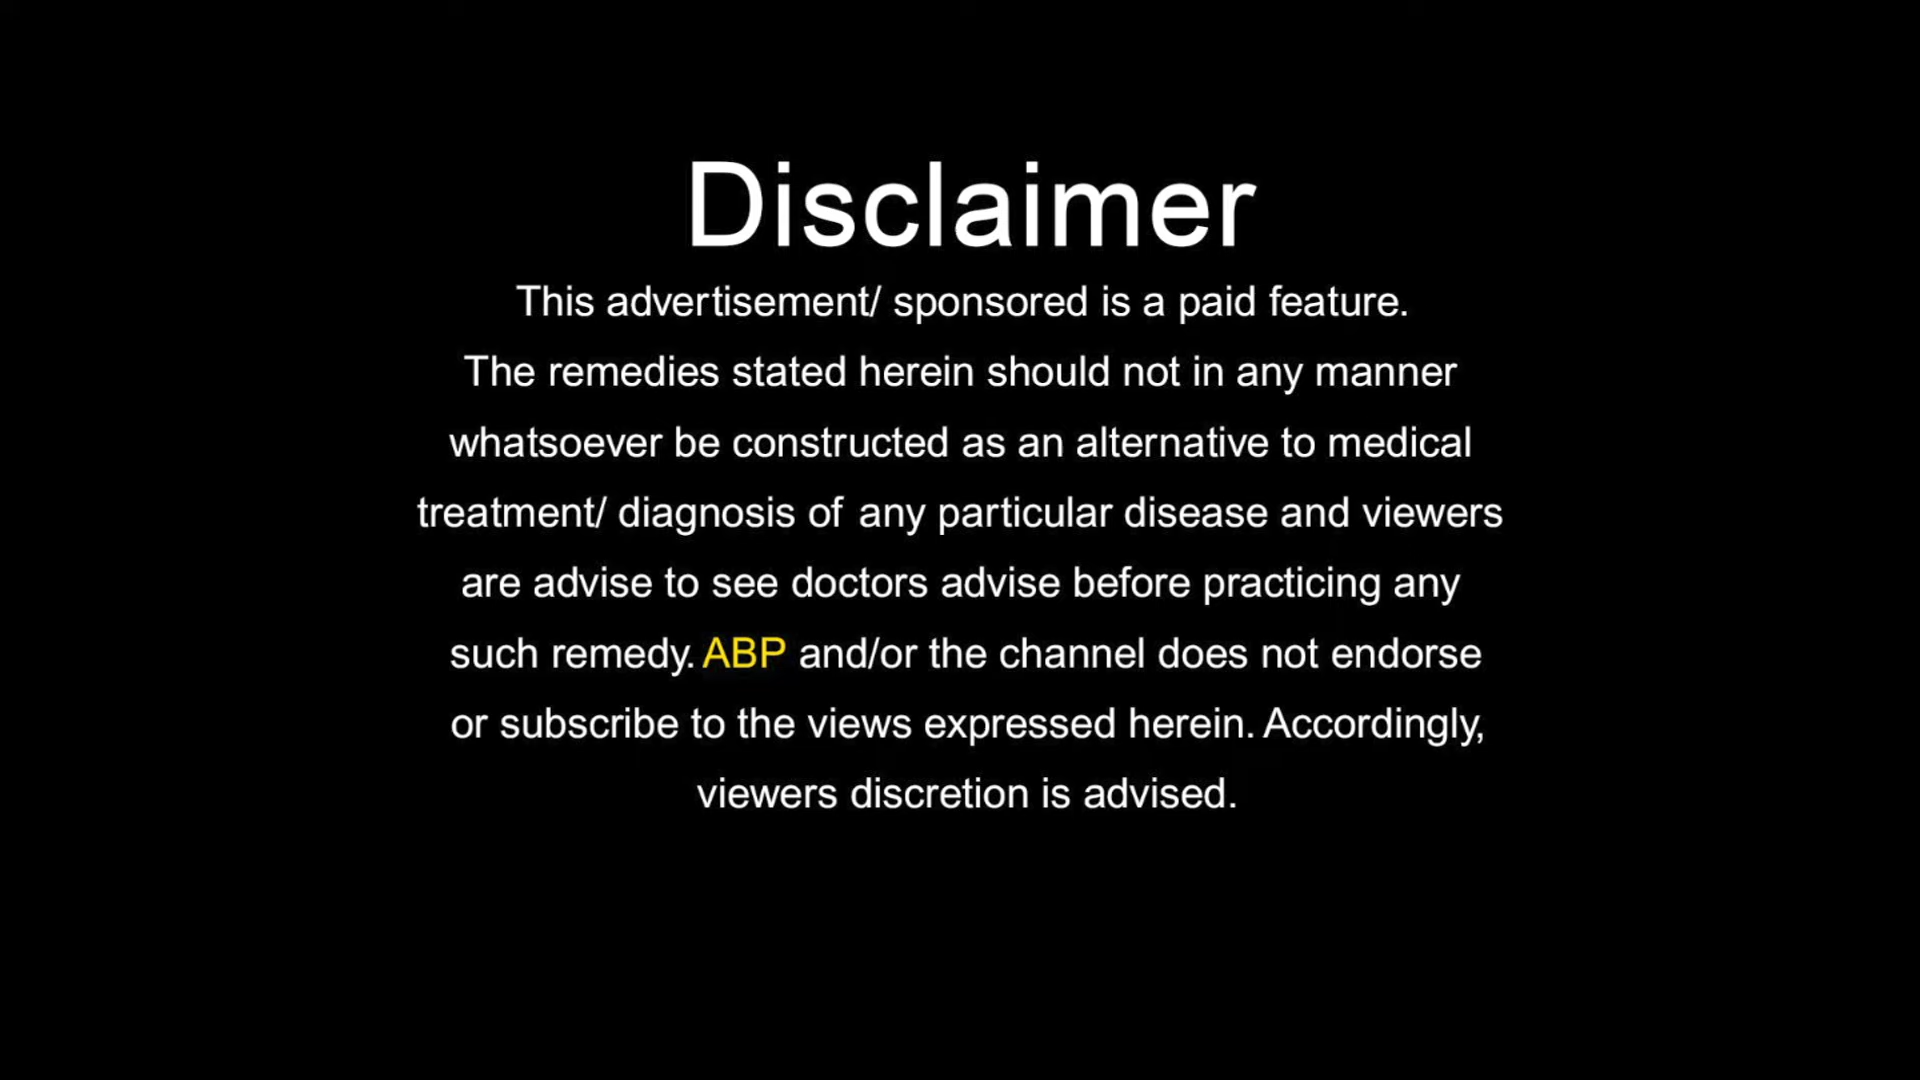 Disclaimer
This advertisement/ sponsored is a paid feature.
The remedies stated herein should not in any manner
whatsoever be constructed as an alternative to medical
treatment/ diagnosis of any particular disease and viewers
are advise to see doctors advise before practicing any
such remedy. ABP and/or the channel does not endorse
or subscribe to the views expressed herein. Accordingly,
viewers discretion is advised.